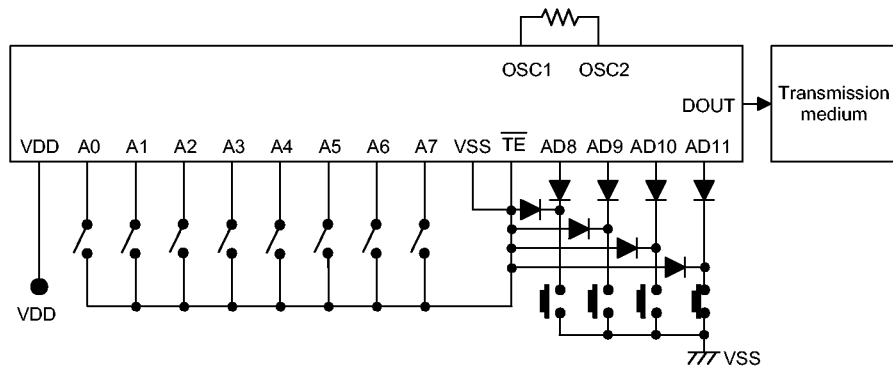 OSC1 OSC2
DOUT
Transmission
medium
VDD A0 A1 A2 A3 A4 A5 A6 A7 VSS TE AD8 AD9 AD10 AD11
VDD
VSS